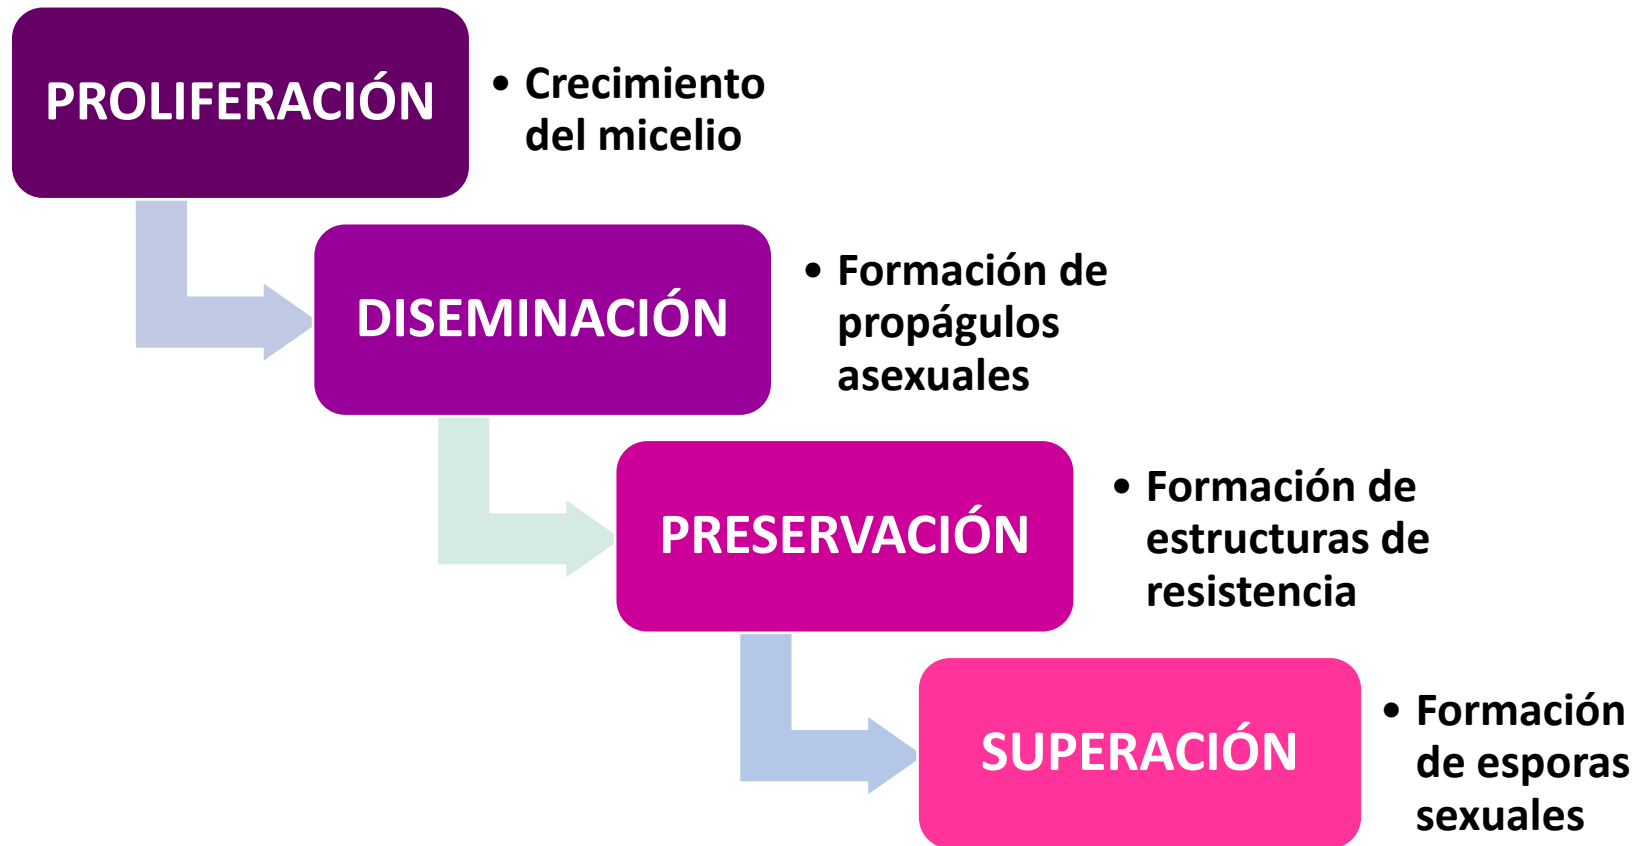 PROLIFERACIÓN
• Crecimiento
del micelio
DISEMINACIÓN
• Formación de
propágulos
asexuales
PRESERVACIÓN
• Formación de
estructuras de
resistencia
SUPERACIÓN
• Formación
de esporas
sexuales